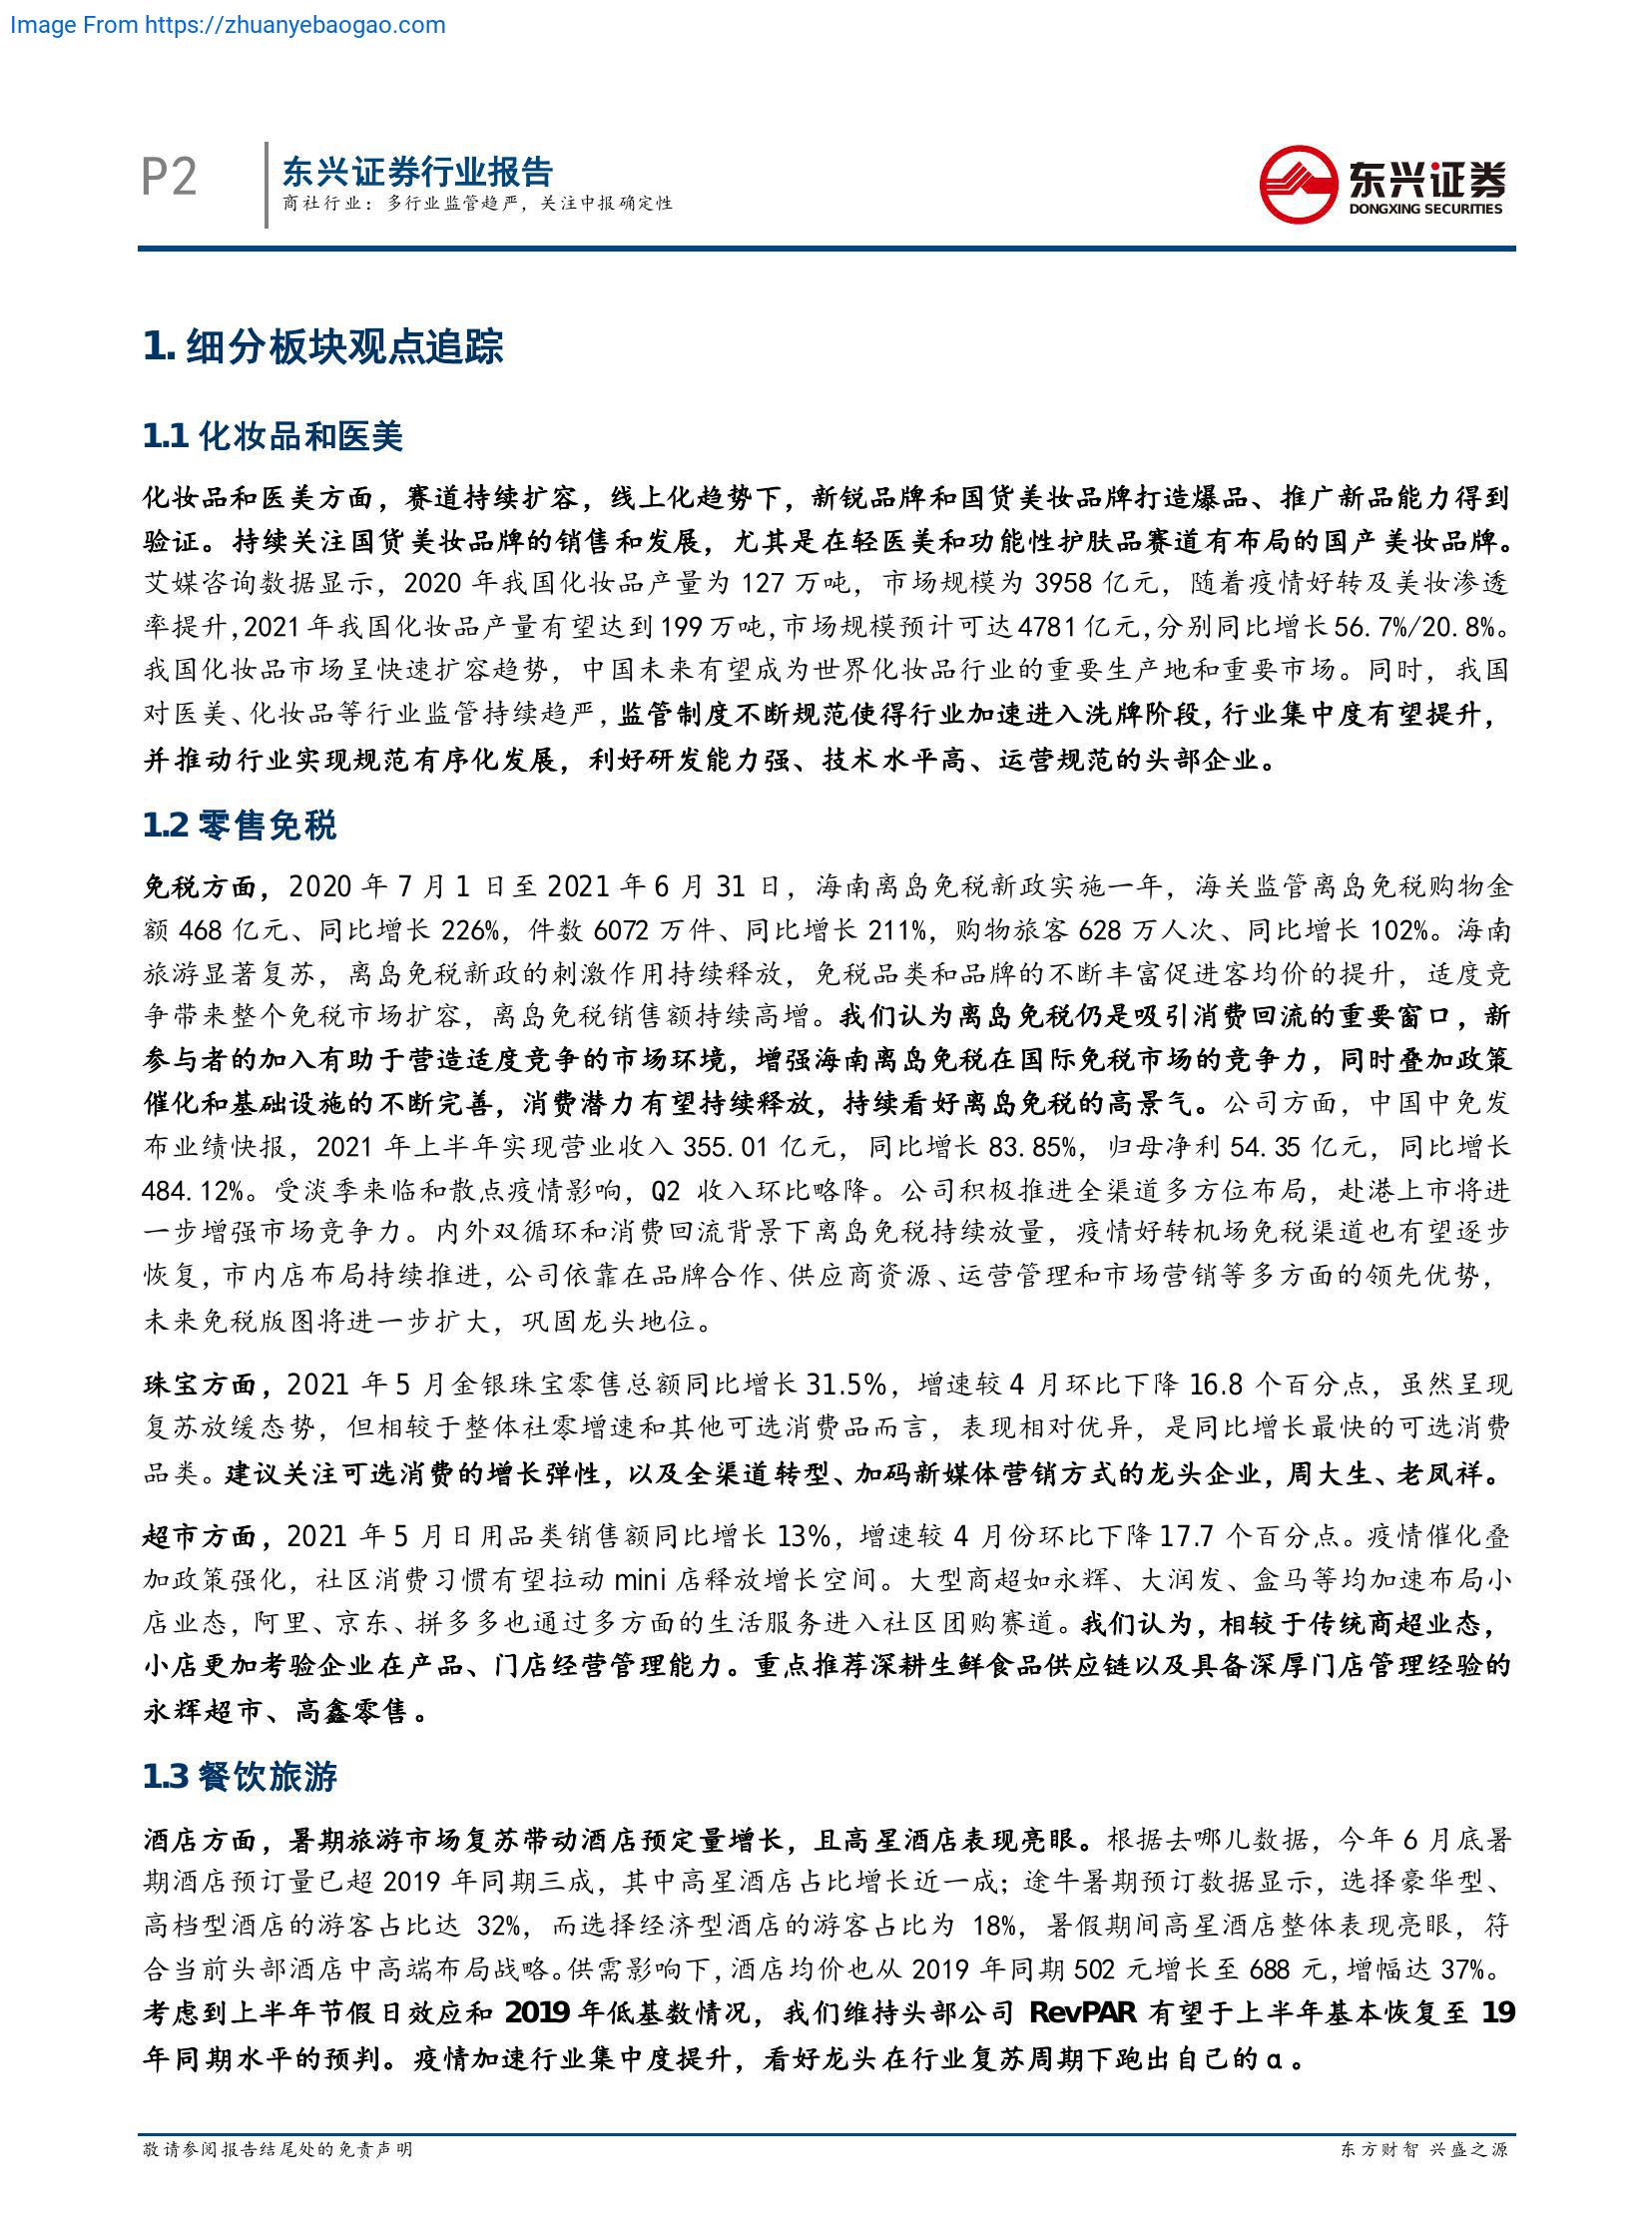 Image From https://zhuanyebaogao.com
P2
东兴证券行业报告
商社行业：多行业监管趋严，关注中报确定性
东兴证券
DONGXING SECURITIES
1. 细分板块观点追踪
1.1 化妆品和医美
化妆品和医美方面，赛道持续扩容，线上化趋势下，新锐品牌和国货美妆品牌打造爆品、推广新品能力得到
验证。持续关注国货美妆品牌的销售和发展，尤其是在轻医美和功能性护肤品赛道有布局的国产美妆品牌。
艾媒咨询数据显示，2020 年我国化妆品产量为 127 万吨，市场规模为 3958 亿元，随着疫情好转及美妆渗透
率提升，2021 年我国化妆品产量有望达到 199 万吨，市场规模预计可达 4781 亿元，分别同比增长 56.7%/20.8%。
我国化妆品市场呈快速扩容趋势，中国未来有望成为世界化妆品行业的重要生产地和重要市场。同时，我国
对医美、化妆品等行业监管持续趋严，监管制度不断规范使得行业加速进入洗牌阶段，行业集中度有望提升，
并推动行业实现规范有序化发展，利好研发能力强、技术水平高、运营规范的头部企业。
1.2 零售免税
免税方面，2020 年 7 月 1 日至 2021 年 6 月 31 日，海南离岛免税新政实施一年，海关监管离岛免税购物金
额 468 亿元、同比增长 226%，件数 6072 万件、同比增长 211%，购物旅客 628 万人次、同比增长 102%。海南
旅游显著复苏，离岛免税新政的刺激作用持续释放，免税品类和品牌的不断丰富促进客均价的提升，适度竞
争带来整个免税市场扩容，离岛免税销售额持续高增。我们认为离岛免税仍是吸引消费回流的重要窗口，新
参与者的加入有助于营造适度竞争的市场环境，增强海南离岛免税在国际免税市场的竞争力，同时叠加政策
催化和基础设施的不断完善，消费潜力有望持续释放，持续看好离岛免税的高景气。公司方面，中国中免发
布业绩快报，2021 年上半年实现营业收入 355.01 亿元，同比增长 83.85%，归母净利 54.35 亿元，同比增长
484.12%。受淡季来临和散点疫情影响，Q2 收入环比略降。公司积极推进全渠道多方位布局，赴港上市将进
一步增强市场竞争力。内外双循环和消费回流背景下离岛免税持续放量，疫情好转机场免税渠道也有望逐步
恢复，市内店布局持续推进，公司依靠在品牌合作、供应商资源、运营管理和市场营销等多方面的领先优势，
未来免税版图将进一步扩大，巩固龙头地位。
珠宝方面，2021 年 5 月金银珠宝零售总额同比增长 31.5%，增速较 4 月环比下降 16.8 个百分点，虽然呈现
复苏放缓态势，但相较于整体社零增速和其他可选消费品而言，表现相对优异，是同比增长最快的可选消费
品类。建议关注可选消费的增长弹性，以及全渠道转型、加码新媒体营销方式的龙头企业，周大生、老凤祥。
超市方面，2021 年 5 月日用品类销售额同比增长 13%，增速较 4 月份环比下降 17.7 个百分点。疫情催化叠
加政策强化，社区消费习惯有望拉动 mini 店释放增长空间。大型商超如永辉、大润发、盒马等均加速布局小
店业态，阿里、京东、拼多多也通过多方面的生活服务进入社区团购赛道。我们认为，相较于传统商超业态，
小店更加考验企业在产品、门店经营管理能力。重点推荐深耕生鲜食品供应链以及具备深厚门店管理经验的
永辉超市、高鑫零售。
1.3 餐饮旅游
酒店方面，暑期旅游市场复苏带动酒店预定量增长，且高星酒店表现亮眼。根据去哪儿数据，今年 6 月底暑
期酒店预订量已超 2019 年同期三成，其中高星酒店占比增长近一成；途牛暑期预订数据显示，选择豪华型、
高档型酒店的游客占比达 32%，而选择经济型酒店的游客占比为 18%，暑假期间高星酒店整体表现亮眼，符
合当前头部酒店中高端布局战略。供需影响下，酒店均价也从 2019 年同期 502 元增长至 688 元，增幅达 37%。
考虑到上半年节假日效应和 2019 年低基数情况，我们维持头部公司 RevPAR 有望于上半年基本恢复至 19
年同期水平的预判。疫情加速行业集中度提升，看好龙头在行业复苏周期下跑出自己的 α 。
敬请参阅报告结尾处的免责声明
东方财智 兴盛之源